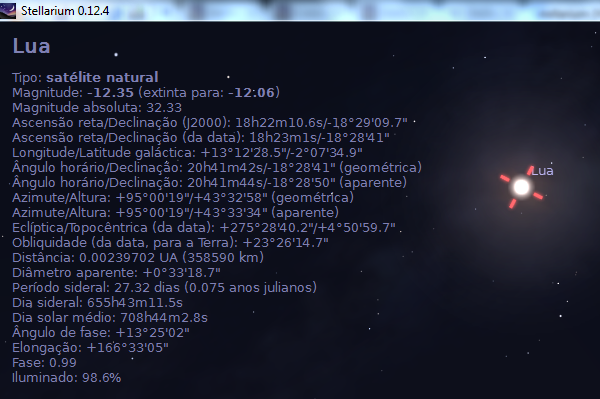 Stellarium 0.12.4
Lua
Tipo: satélite natural
Magnitude: -12.35 (extinta para: -12.06)
Magnitude absoluta: 32.33
Ascensão reta/Declinação (J2000): 18h22m10.6s/-18°29'09.7"
Ascensão reta/Declinação (da data): 18h23m1s/-18°28'41"
Longitude/Latitude galáctica: +13°12'28.5"/-2°07'34.9"
Ângulo horário/Declinação: 20h41m42s/-18°28'41" (geométrica)
Ângulo horário/Declinação: 20h41m44s/-18°28'50" (aparente)
Azimute/Altura: +95°00'19"/+43°32'58" (geométrica)
Azimute/Altura: +95°00'19"/+43°33'34" (aparente)
Eclíptica/Topocêntrica (da data): +275°28'40.2"/+4°50'59.7"
Obliquidade (da data, para a Terra): +23°26'14.7"
Distância: 0.00239702 UA (358590 km)
Diâmetro aparente: +0°33'18.7"
Período sideral: 27.32 dias (0.075 anos julianos)
Dia sideral: 655h43m11.5s
Dia solar médio: 708h44m2.8s
Ângulo de fase: +13°25'02"
Elongação: +166°33'05"
Fase: 0.99
Iluminado: 98.6%
Lua